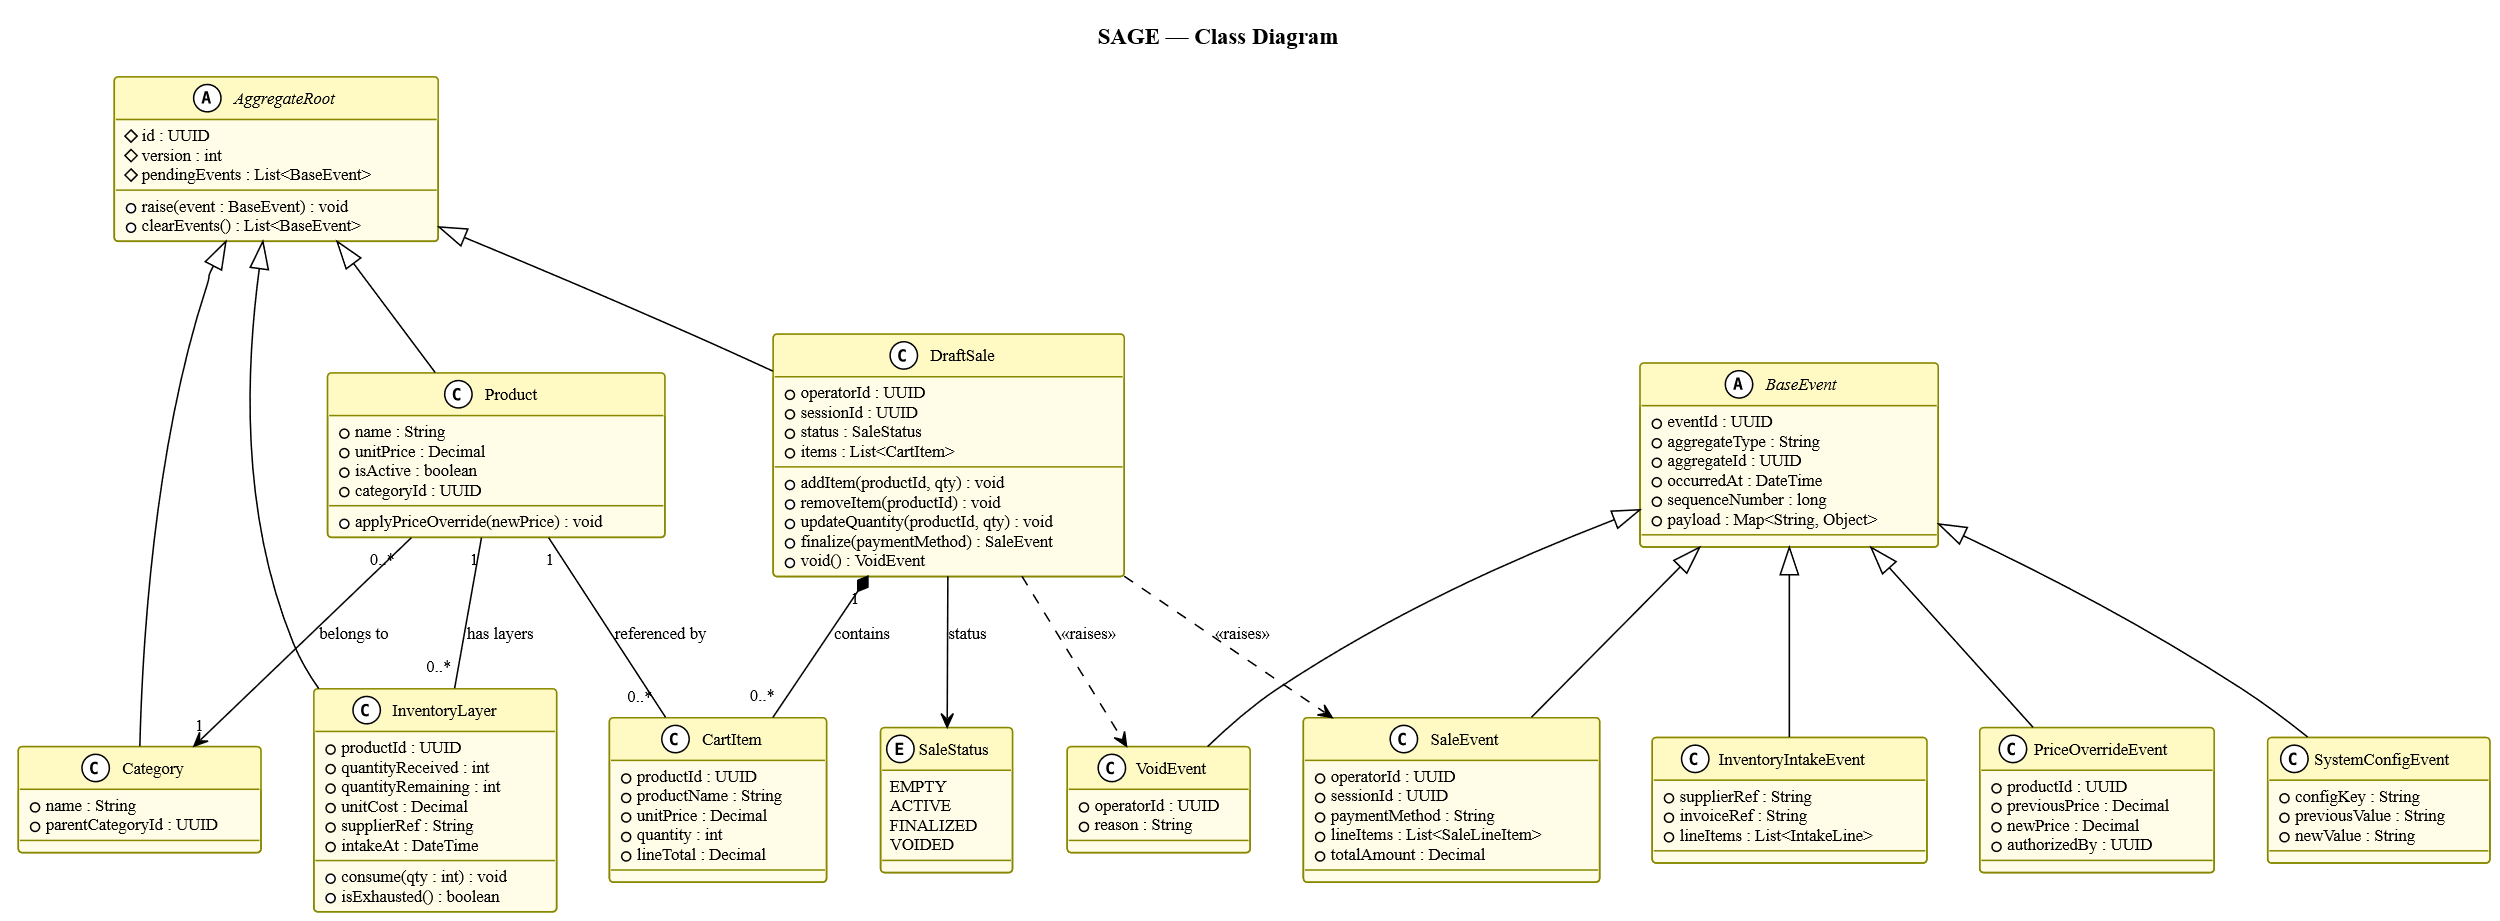 SAGE — Class Diagram
A AggregateRoot
id : UUID
version : int
pendingEvents : List<BaseEvent>
raise(event : BaseEvent) : void
clearEvents() : List<BaseEvent>
C Product
name : String
unitPrice : Decimal
isActive : boolean
categoryId : UUID
applyPriceOverride(newPrice) : void
C DraftSale
operatorId : UUID
sessionId : UUID
status : SaleStatus
items : List<CartItem>
addItem(productId, qty) : void
removeItem(productId) : void
updateQuantity(productId, qty) : void
finalize(paymentMethod) : SaleEvent
void() : VoidEvent
A BaseEvent
eventId : UUID
aggregateType : String
aggregateId : UUID
occurredAt : DateTime
sequenceNumber : long
payload : Map<String, Object>
0..*
1
1
1
belongs to
has layers
referenced by
contains
status
«raises»
«raises»
1
0..*
0..*
0..*
C Category
name : String
parentCategoryId : UUID
C InventoryLayer
productId : UUID
quantityReceived : int
quantityRemaining : int
unitCost : Decimal
supplierRef : String
intakeAt : DateTime
consume(qty : int) : void
isExhausted() : boolean
C CartItem
productId : UUID
productName : String
unitPrice : Decimal
quantity : int
lineTotal : Decimal
E SaleStatus
EMPTY
ACTIVE
FINALIZED
VOIDED
C VoidEvent
operatorId : UUID
reason : String
C SaleEvent
operatorId : UUID
sessionId : UUID
paymentMethod : String
lineItems : List<SaleLineItem>
totalAmount : Decimal
C InventoryIntakeEvent
supplierRef : String
invoiceRef : String
lineItems : List<IntakeLine>
C PriceOverrideEvent
productId : UUID
previousPrice : Decimal
newPrice : Decimal
authorizedBy : UUID
C SystemConfigEvent
configKey : String
previousValue : String
newValue : String